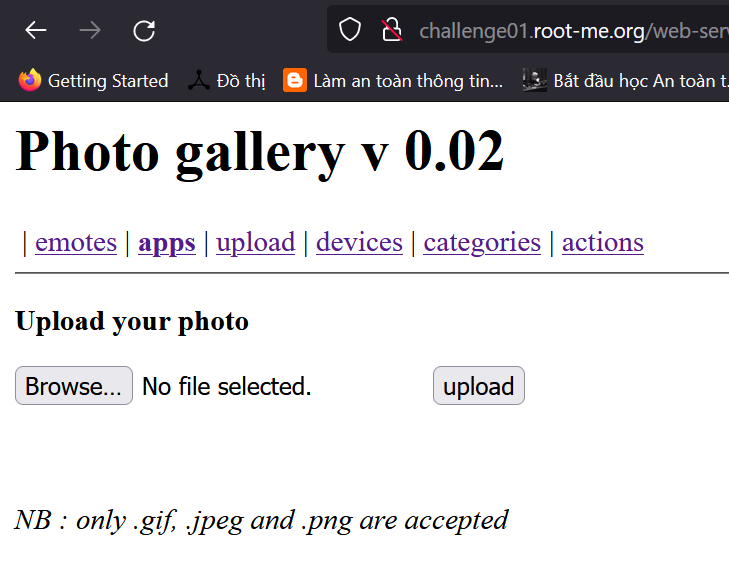 challenge01.root-me.org/web-serv
Getting Started Đồ thị Làm an toàn thông tin... Bắt đầu học An toàn t.
Photo gallery v 0.02
| emotes | apps | upload | devices | categories | actions
Upload your photo
Browse... No file selected. upload
NB : only .gif, .jpeg and .png are accepted